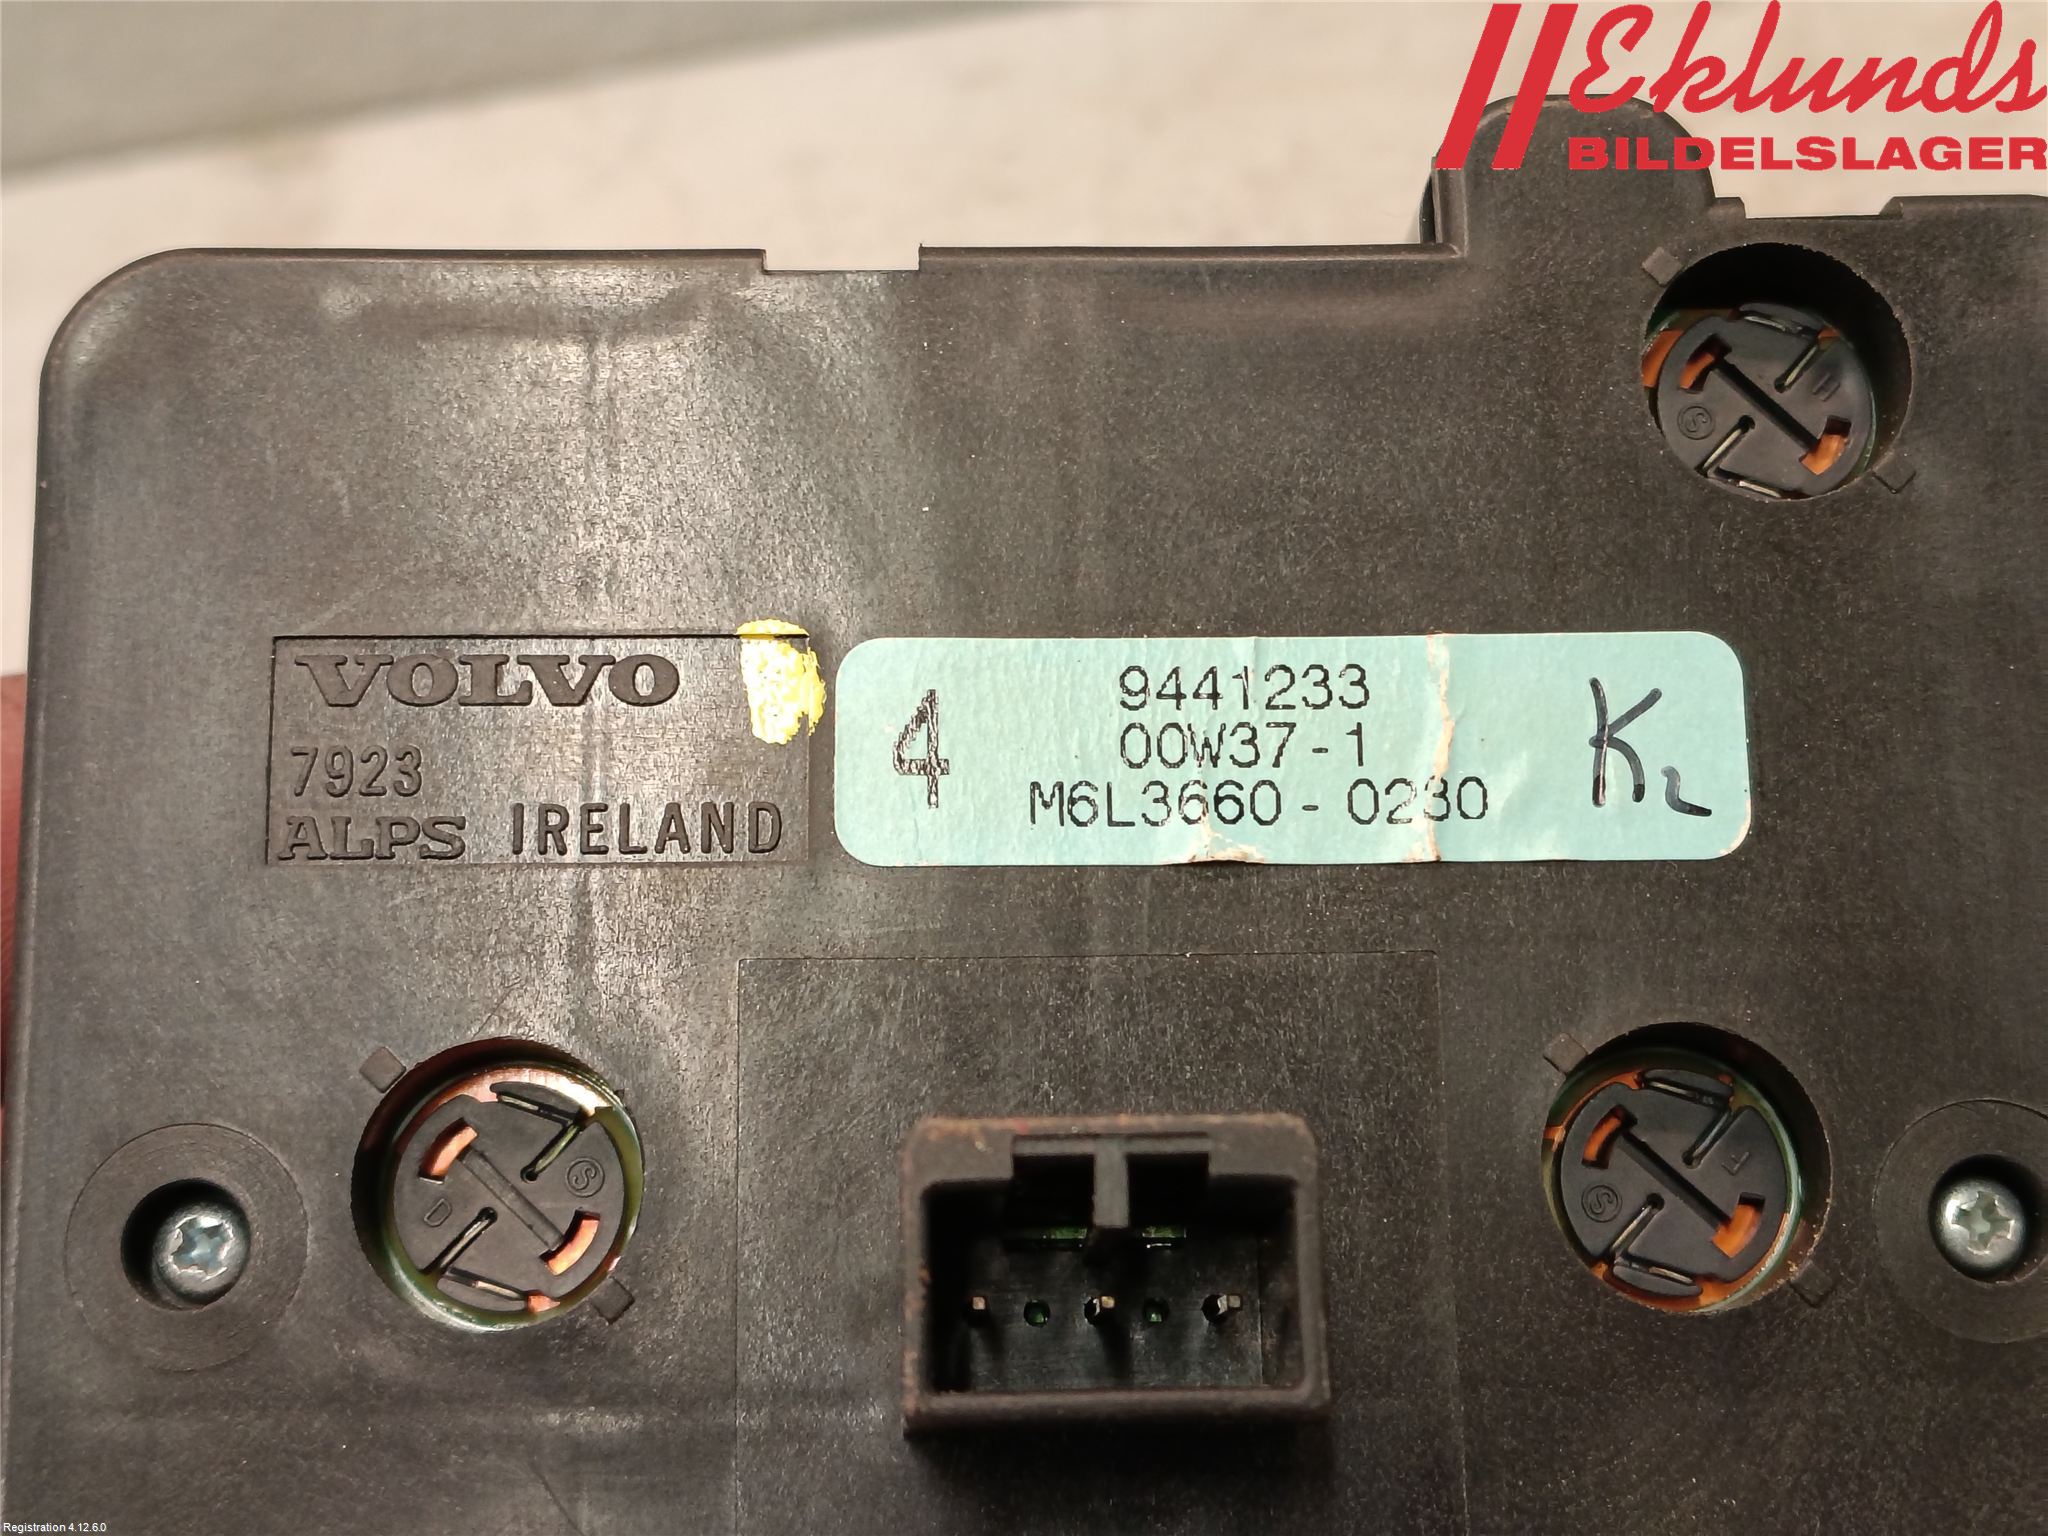 Eklunds
BILDELSLAGER
VOLVO
7923
ALPS IRELAND
4
9441233
00W37-1
M6L3660-0230
K2
S
S
D
S
F
Registration 4.12.6.0